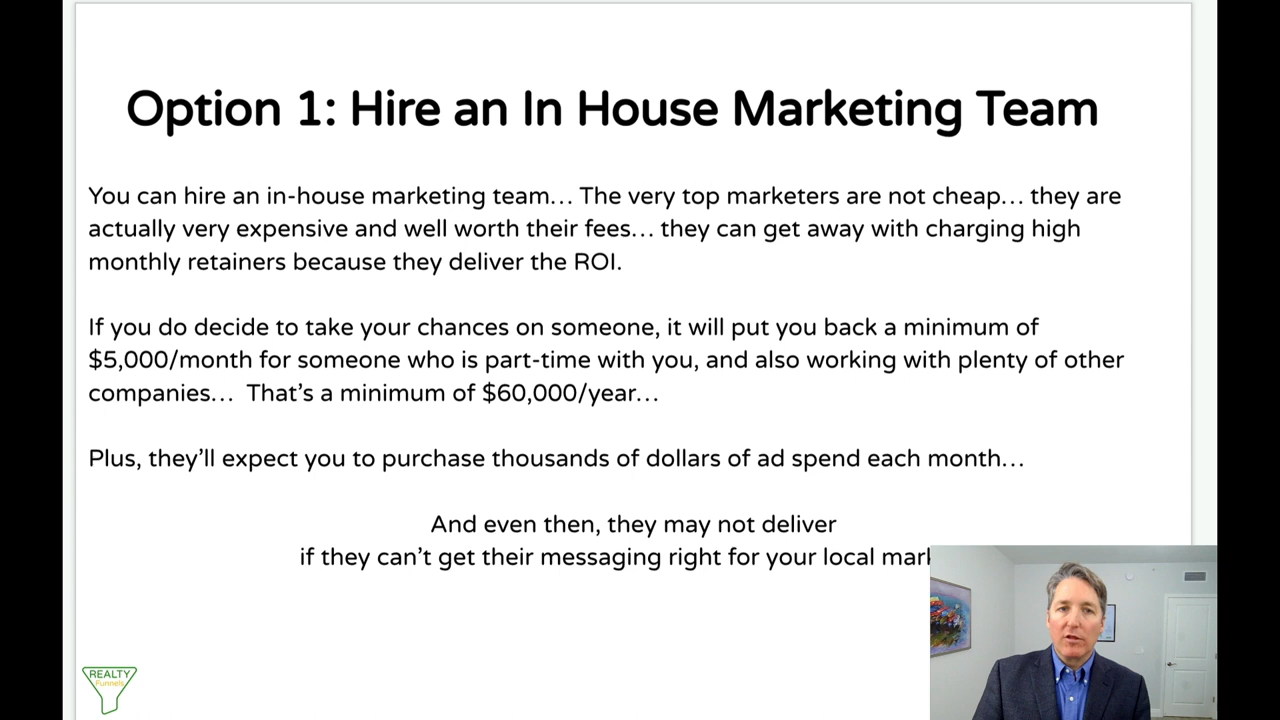 Option 1: Hire an In House Marketing Team
You can hire an in-house marketing team... The very top marketers are not cheap... they are
actually very expensive and well worth their fees... they can get away with charging high
monthly retainers because they deliver the ROI.
If you do decide to take your chances on someone, it will put you back a minimum of
$5,000/month for someone who is part-time with you, and also working with plenty of other
companies...  That’s a minimum of $60,000/year...
Plus, they’ll expect you to purchase thousands of dollars of ad spend each month...
And even then, they may not deliver
if they can’t get their messaging right for your local
REALTY
Funnels